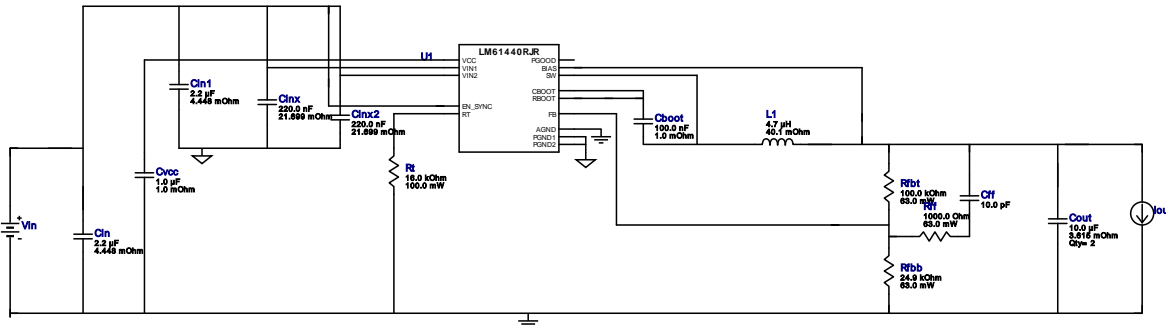 U1
LM61440RJR
VCC
VIN1
VIN2
EN_SYNC
RT
PGOOD
BIAS
SW
CBOOT
RBOOT
FB
AGND
PGND1
PGND2
Cin1
2.2 µF
4.448 mOhm
Cinx
220.0 nF
21.699 mOhm
Cinx2
220.0 nF
21.699 mOhm
Cboot
100.0 nF
1.0 mOhm
L1
4.7 µH
40.1 mOhm
Cvcc
1.0 µF
1.0 mOhm
Rt
16.0 kOhm
100.0 mW
Rfbt
100.0 kOhm
63.0 mW
Rff
1000.0 Ohm
63.0 mW
Cff
10.0 pF
Cout
10.0 µF
3.615 mOhm
Qty= 2
Iout
Vin
+
-
Cin
2.2 µF
4.448 mOhm
Rfbb
24.9 kOhm
63.0 mW